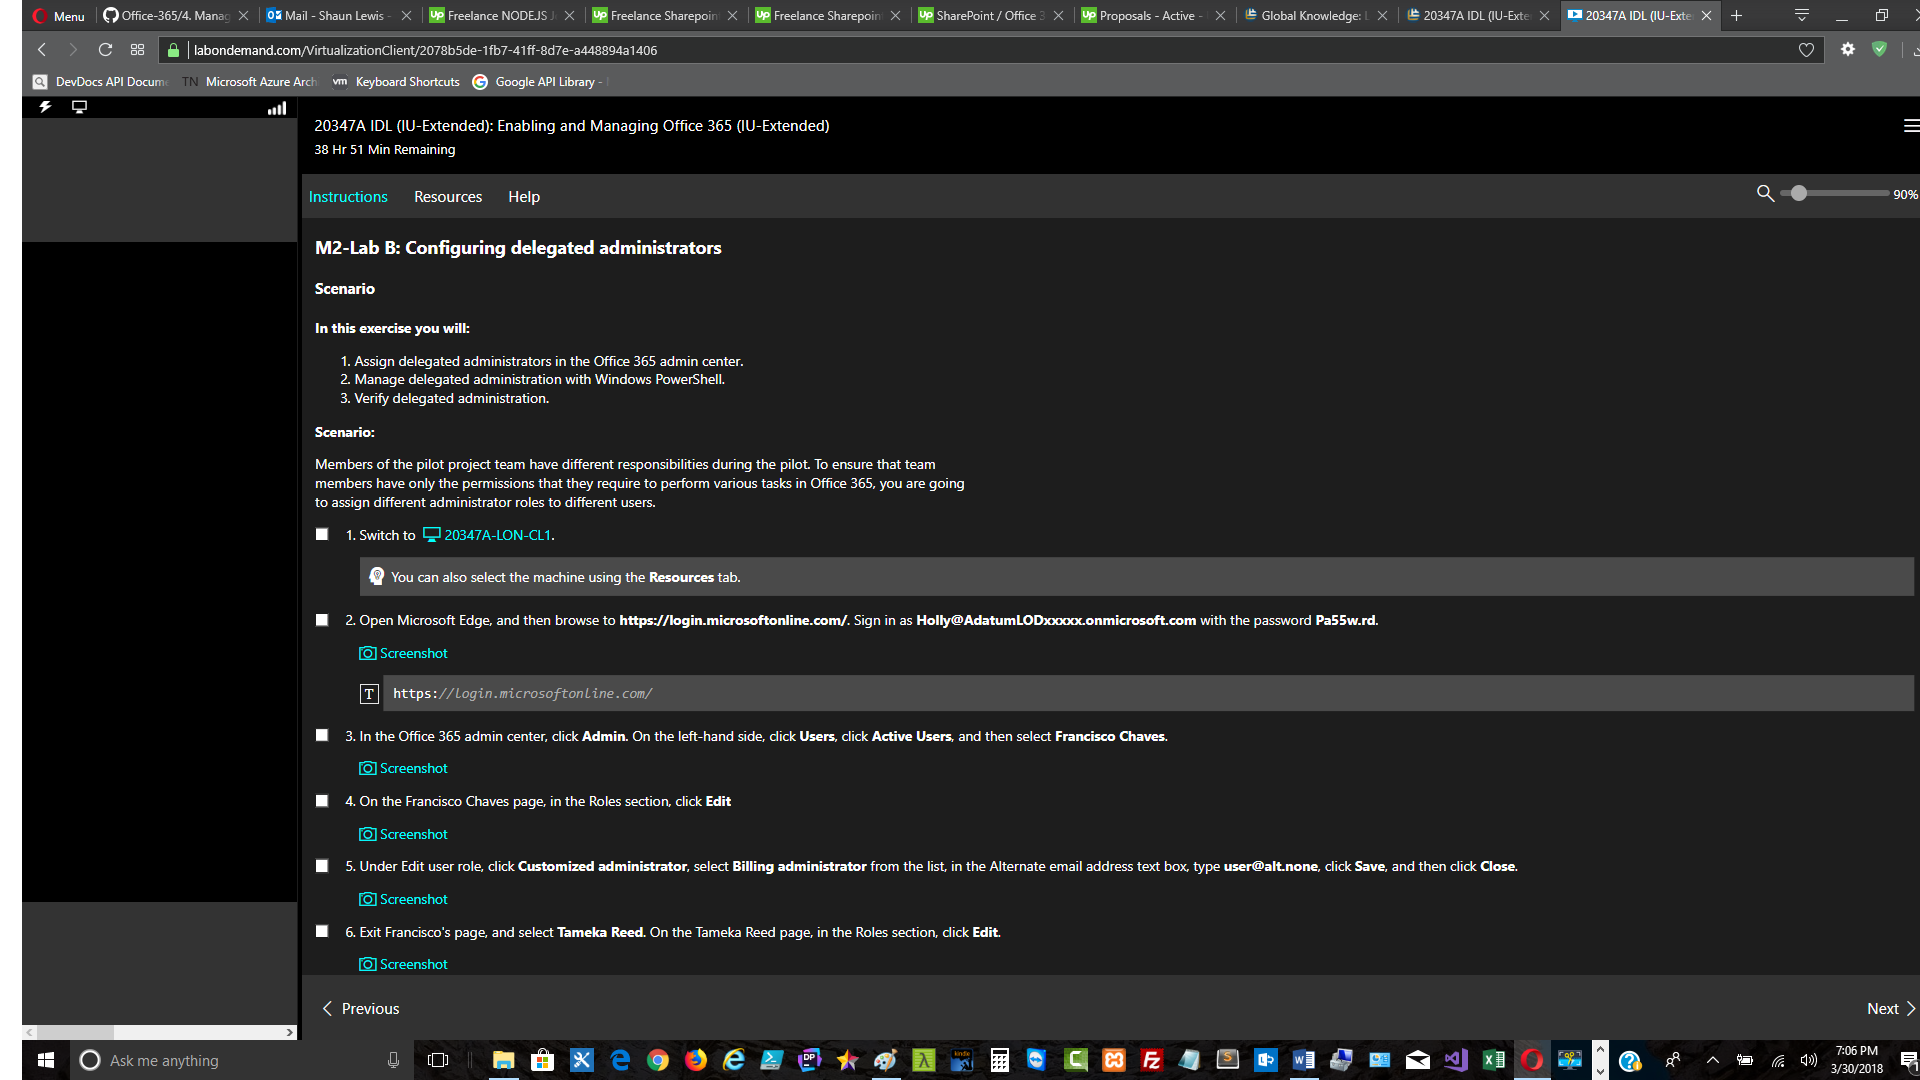 Menu
Office-365/4. Manag
Mail - Shaun Lewis -
Freelance NODEJS J
Freelance Sharepoin
Freelance Sharepoin
SharePoint / Office 3
Proposals - Active -
Global Knowledge: L
20347A IDL (IU-Exte
20347A IDL (IU-Exte
labondemand.com/VirtualizationClient/2078b5de-1fb7-41ff-8d7e-a448894a1406
DevDocs API Docume
TN Microsoft Azure Arch
vm Keyboard Shortcuts
Google API Library -
20347A IDL (IU-Extended): Enabling and Managing Office 365 (IU-Extended)
38 Hr 51 Min Remaining
Instructions Resources Help
90%
M2-Lab B: Configuring delegated administrators
Scenario
In this exercise you will:
1. Assign delegated administrators in the Office 365 admin center.
2. Manage delegated administration with Windows PowerShell.
3. Verify delegated administration.
Scenario:
Members of the pilot project team have different responsibilities during the pilot. To ensure that team
members have only the permissions that they require to perform various tasks in Office 365, you are going
to assign different administrator roles to different users.
1. Switch to 20347A-LON-CL1.
You can also select the machine using the Resources tab.
2. Open Microsoft Edge, and then browse to https://login.microsoftonline.com/. Sign in as Holly@AdatumLODxxxxx.onmicrosoft.com with the password Pa55w.rd.
Screenshot
T https://login.microsoftonline.com/
3. In the Office 365 admin center, click Admin. On the left-hand side, click Users, click Active Users, and then select Francisco Chaves.
Screenshot
4. On the Francisco Chaves page, in the Roles section, click Edit
Screenshot
5. Under Edit user role, click Customized administrator, select Billing administrator from the list, in the Alternate email address text box, type user@alt.none, click Save, and then click Close.
Screenshot
6. Exit Francisco's page, and select Tameka Reed. On the Tameka Reed page, in the Roles section, click Edit.
Screenshot
Previous
Next
Ask me anything
7:06 PM
3/30/2018